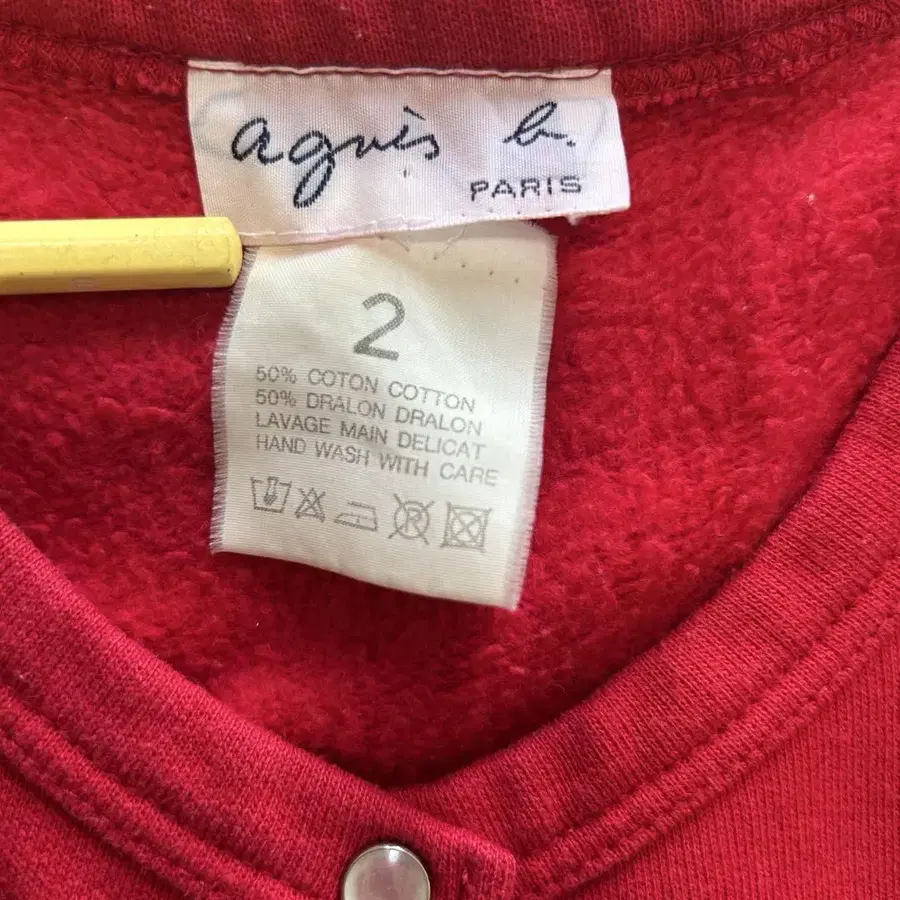 agnès b.
PARIS
2
50% COTON COTTON
50% DRALON DRALON
LAVAGE MAIN DELICAT
HAND WASH WITH CARE
R